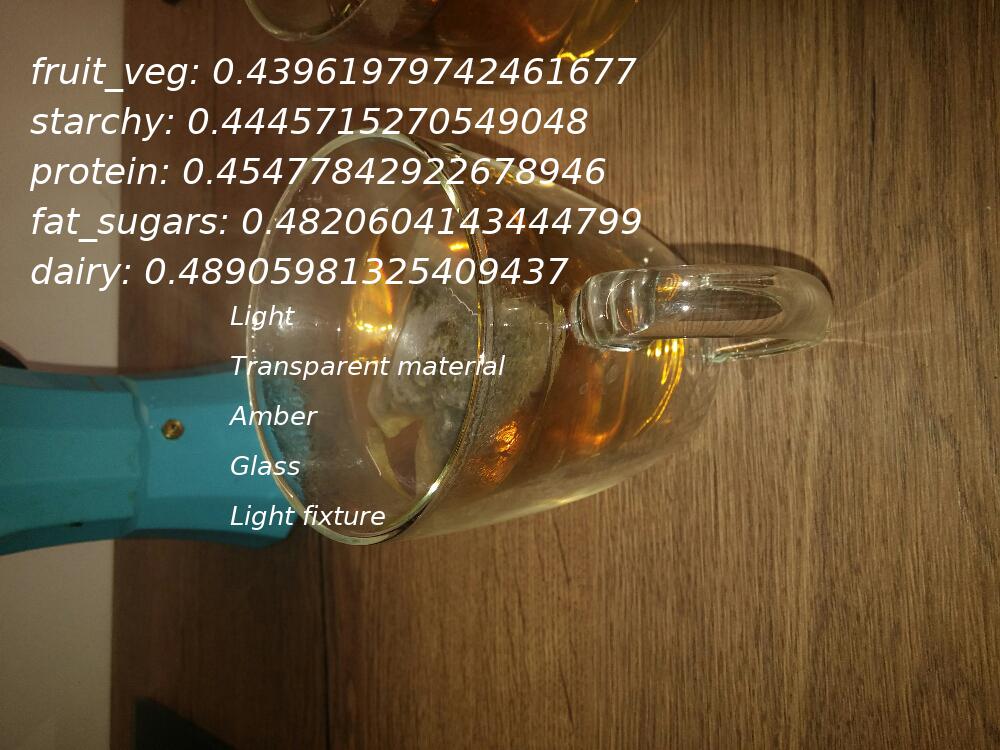 fruit_veg: 0.43961979742461677
starchy: 0.4445715270549048
protein: 0.45477842922678946
fat_sugars: 0.4820604143444799
dairy: 0.48905981325409437
Light
Transparent material
Amber
Glass
Light fixture